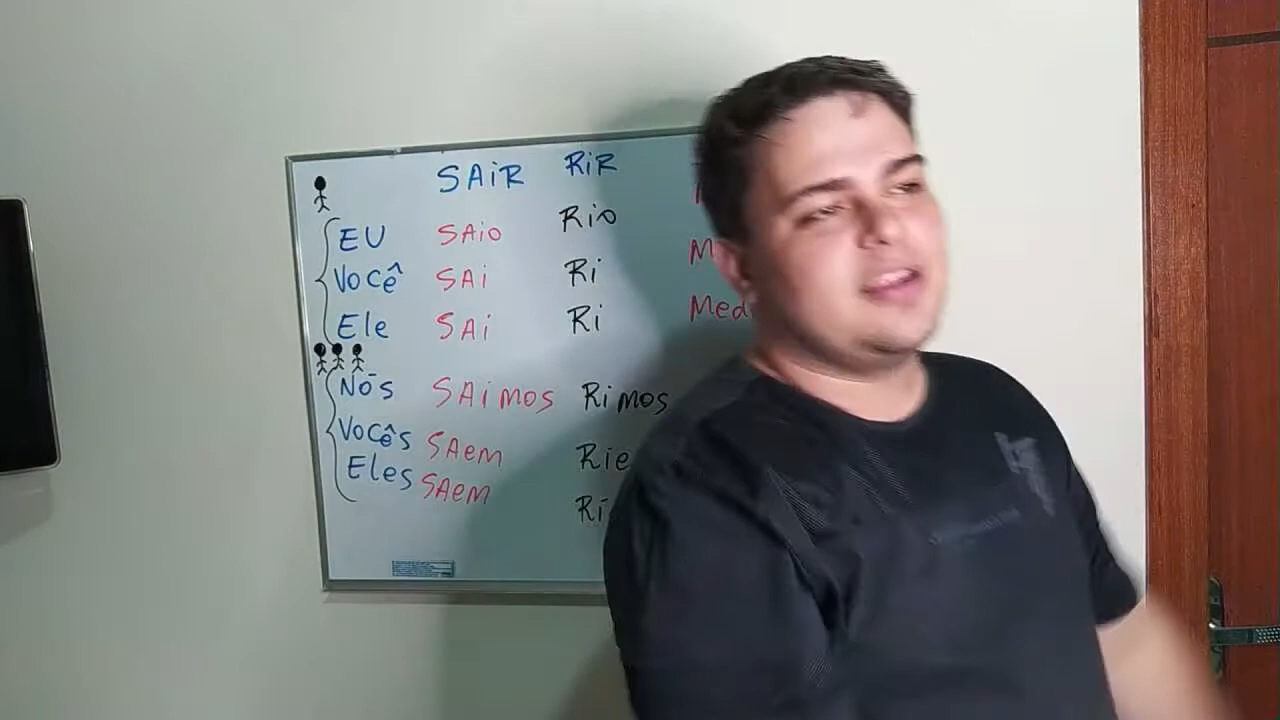 SAiR RiR
EU SAio Rio
Você SAi Ri
Ele SAi Ri
NÓS SAiMOS RiMOS
Vocês SAem
Eles SAem